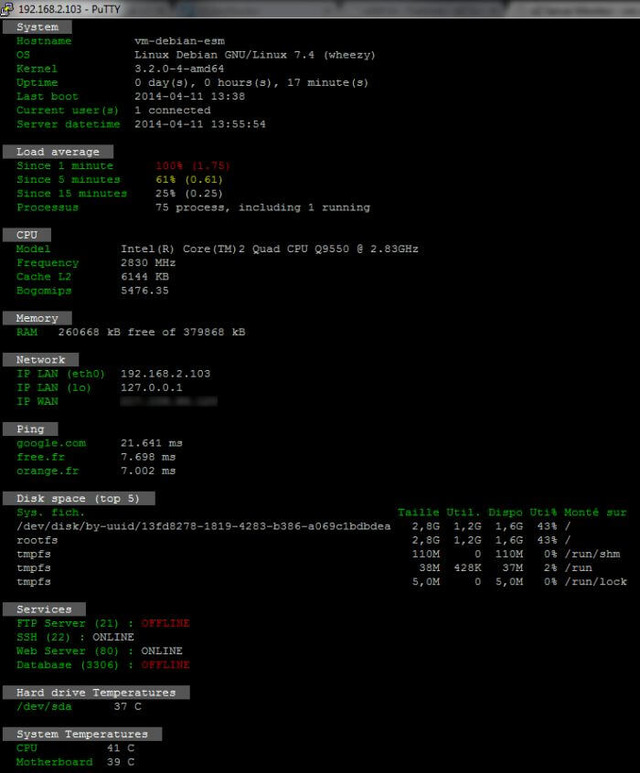 192.168.2.103 - PuTTY
System
Hostname vm-debian-esm
OS Linux Debian GNU/Linux 7.4 (wheezy)
Kernel 3.2.0-4-amd64
Uptime 0 day(s), 0 hours(s), 17 minute(s)
Last boot 2014-04-11 13:38
Current user(s) 1 connected
Server datetime 2014-04-11 13:55:54
Load average
Since 1 minute 100% (1.75)
Since 5 minutes 61% (0.61)
Since 15 minutes 25% (0.25)
Processus 75 process, including 1 running
CPU
Model Intel(R) Core(TM)2 Quad CPU Q9550 @ 2.83GHz
Frequency 2830 MHz
Cache L2 6144 KB
Bogomips 5476.35
Memory
RAM 260668 kB free of 379868 kB
Network
IP LAN (eth0) 192.168.2.103
IP LAN (lo) 127.0.0.1
IP WAN
Ping
google.com 21.641 ms
free.fr 7.698 ms
orange.fr 7.002 ms
Disk space (top 5)
Sys. fich. Taille Util. Dispo Uti% Monté sur
/dev/disk/by-uuid/13fd8278-1819-4283-b386-a069c1bdbdea 2,8G 1,2G 1,6G 43% /
rootfs 2,8G 1,2G 1,6G 43% /
tmpfs 110M 0 110M 0% /run/shm
tmpfs 38M 428K 37M 2% /run
tmpfs 5,0M 0 5,0M 0% /run/lock
Services
FTP Server (21) : OFFLINE
SSH (22) : ONLINE
Web Server (80) : ONLINE
Database (3306) : OFFLINE
Hard drive Temperatures
/dev/sda 37 C
System Temperatures
CPU 41 C
Motherboard 39 C